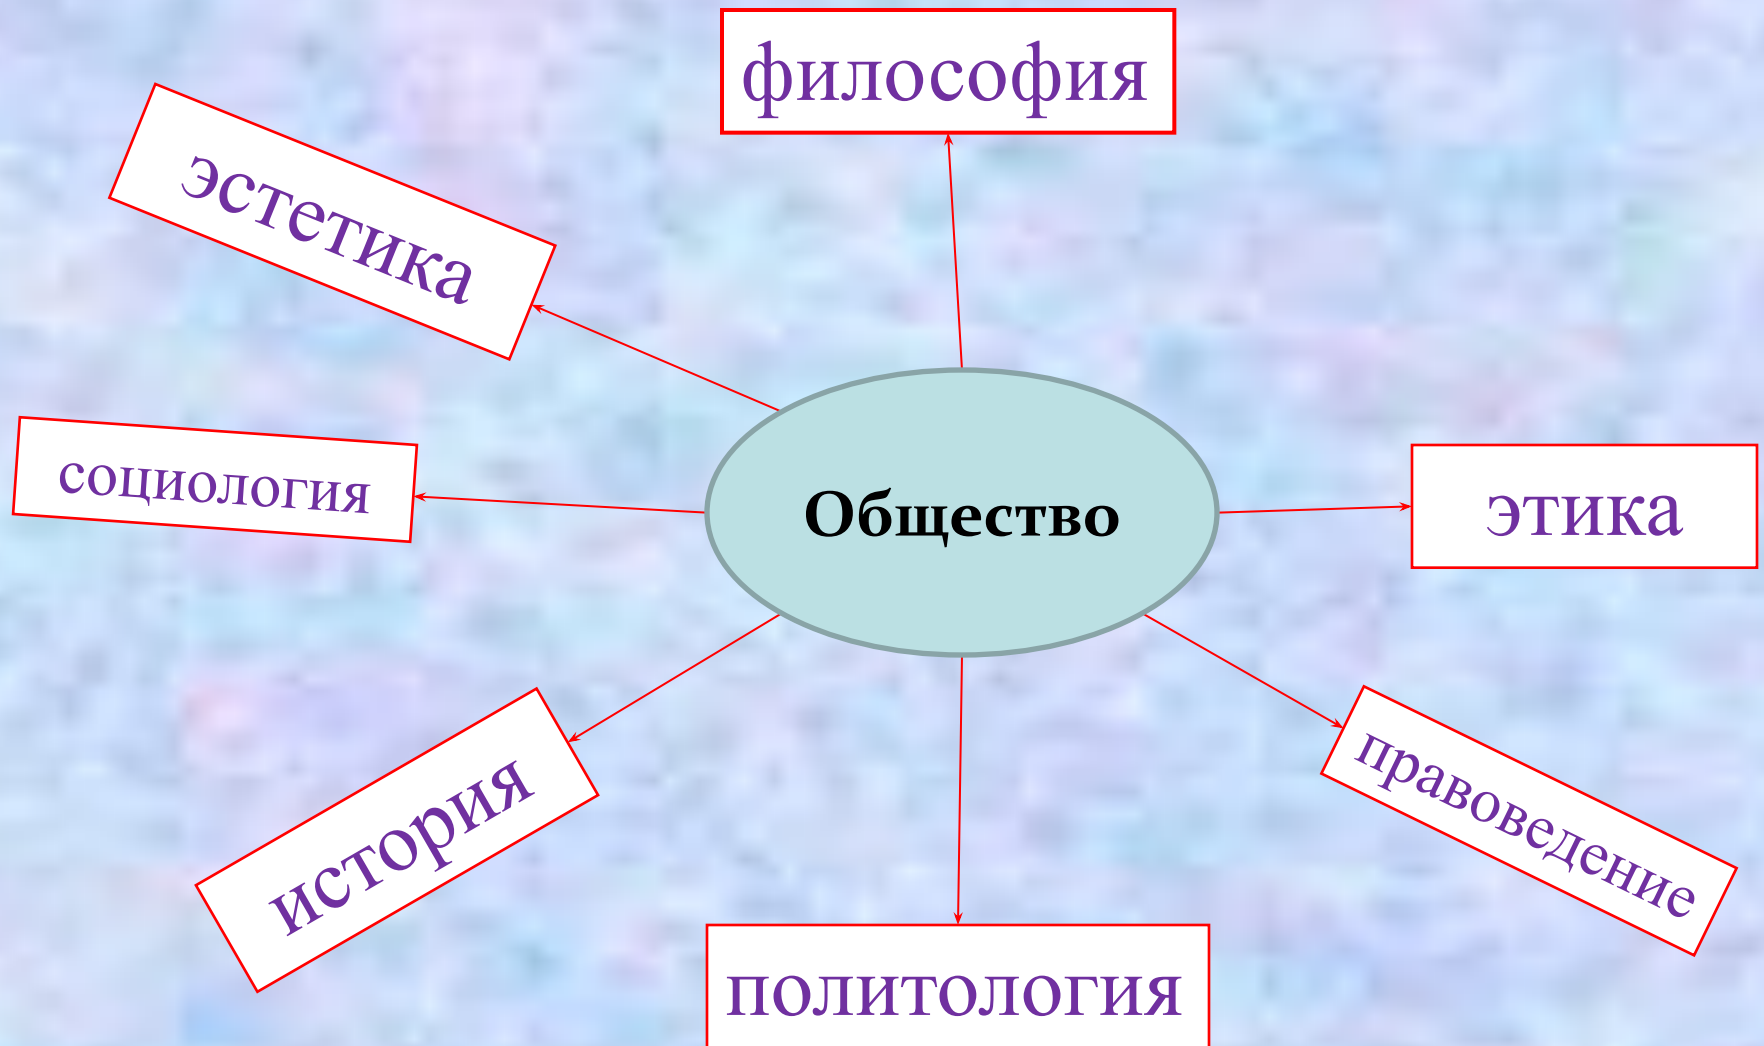 философия
эстетика
социология
Общество
этика
история
правоведение
политология